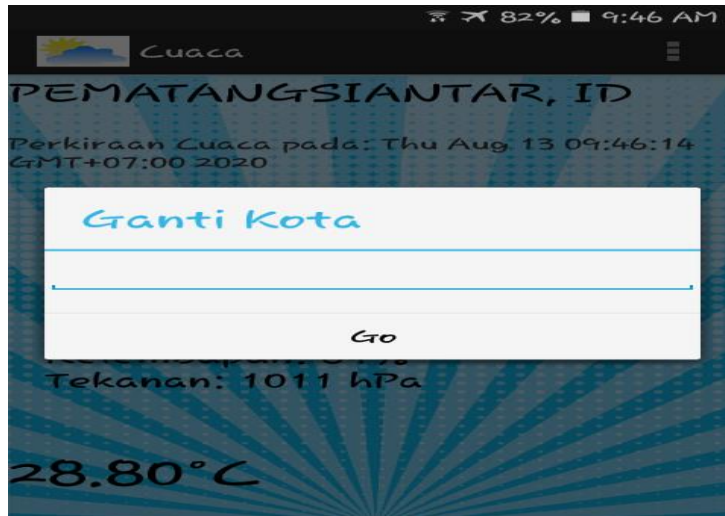 82% 9:46 AM
Cuaca
PEMATANGSIANTAR, ID
Perkiraan Cuaca pada: Thu Aug 13 09:46:14
GMT+07:00 2020
Ganti Kota
Go
Tekanan: 1011 hPa
28.80°C